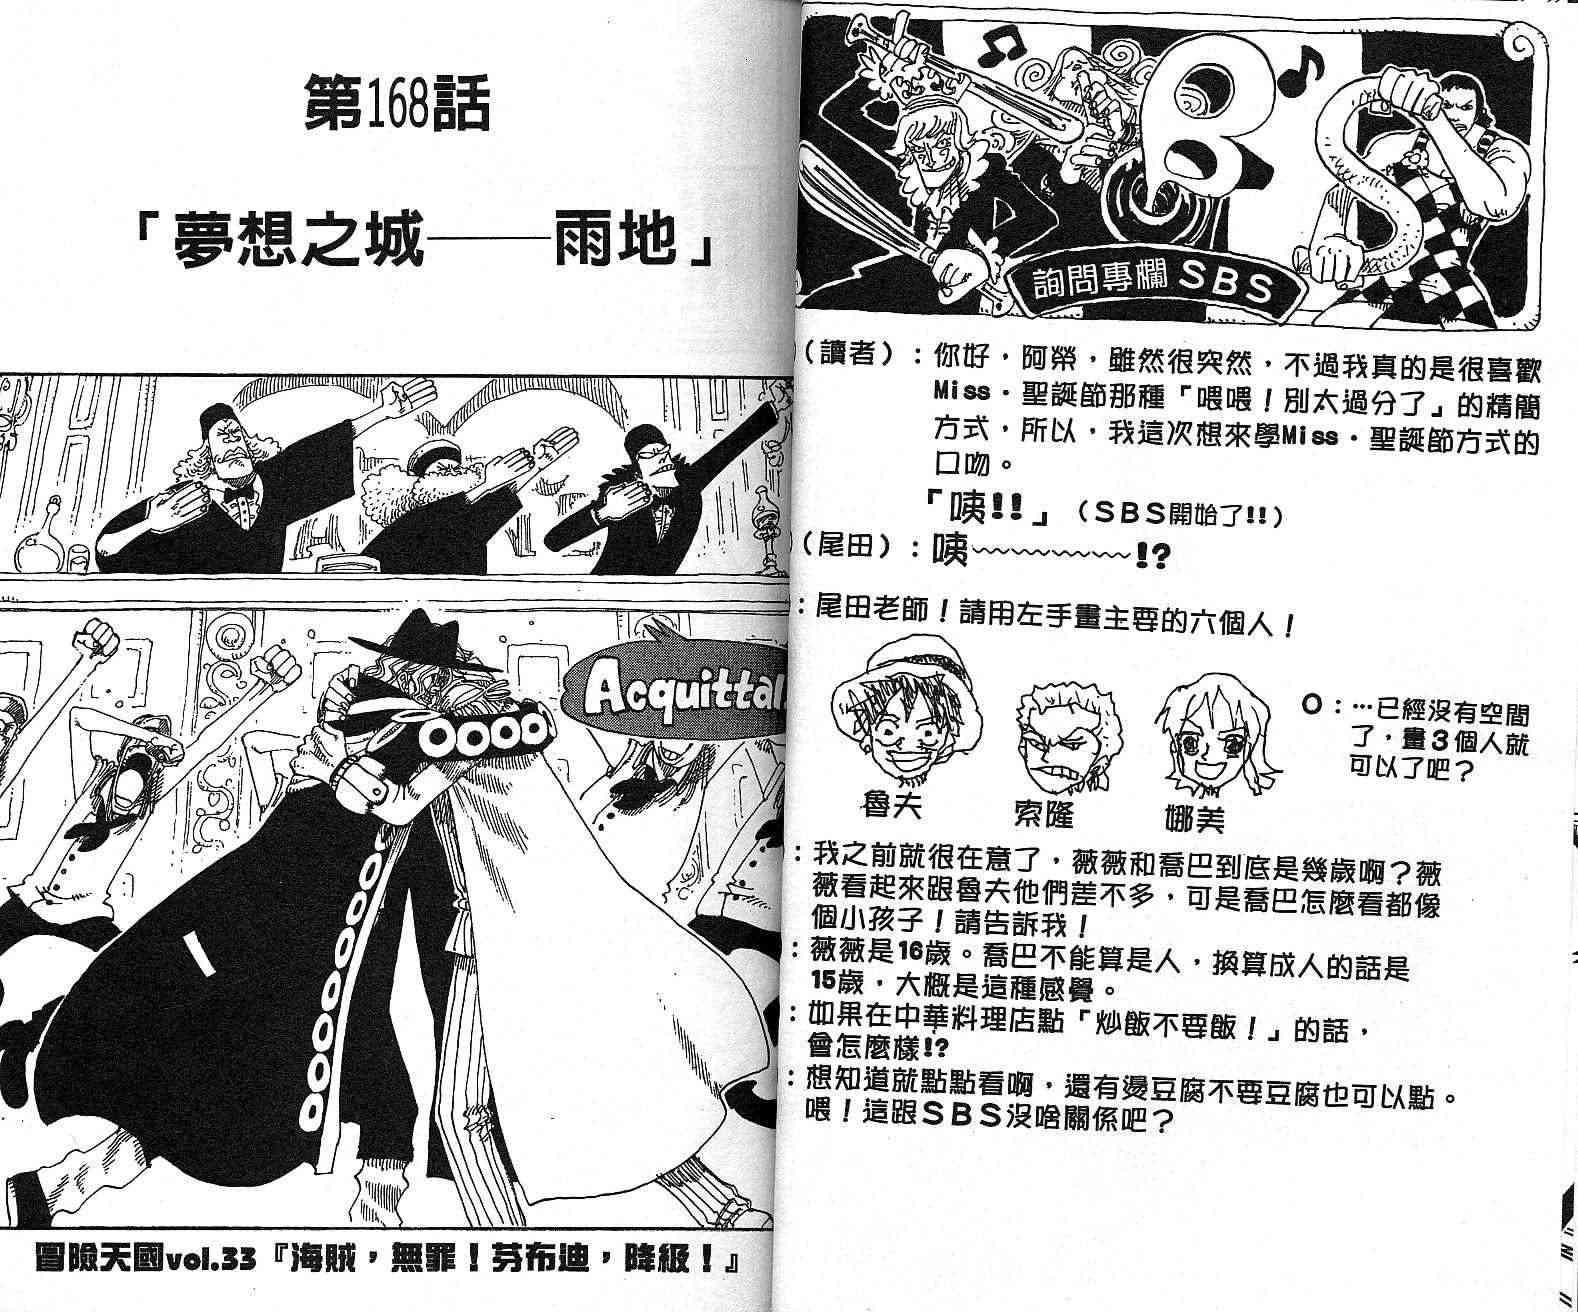 第168話
「夢想之城——雨地」
Acquittal
冒險天國vol.33『海賊，無罪！芬布迪，降級！』
詢問專欄ＳＢＳ
（讀者）：你好，阿榮，雖然很突然，不過我真的是很喜歡
Miss・聖誕節那種「喂喂！別太過分了」的精簡
方式，所以，我這次想來學Miss・聖誕節方式的
口吻。
「咦!!」（ＳＢＳ開始了!!）
（尾田）：咦〰〰〰〰!?
：尾田老師！請用左手畫主要的六個人！
魯夫
索隆
娜美
Ｏ：…已經沒有空間
了，畫３個人就
可以了吧？
：我之前就很在意了，薇薇和喬巴到底是幾歲啊？薇
薇看起來跟魯夫他們差不多，可是喬巴怎麼看都像
個小孩子！請告訴我！
：薇薇是16歲。喬巴不能算是人，換算成人的話是
15歲，大概是這種感覺。
：如果在中華料理店點「炒飯不要飯！」的話，
會怎麼樣!?
：想知道就點點看啊，還有燙豆腐不要豆腐也可以點。
喂！這跟ＳＢＳ沒啥關係吧？